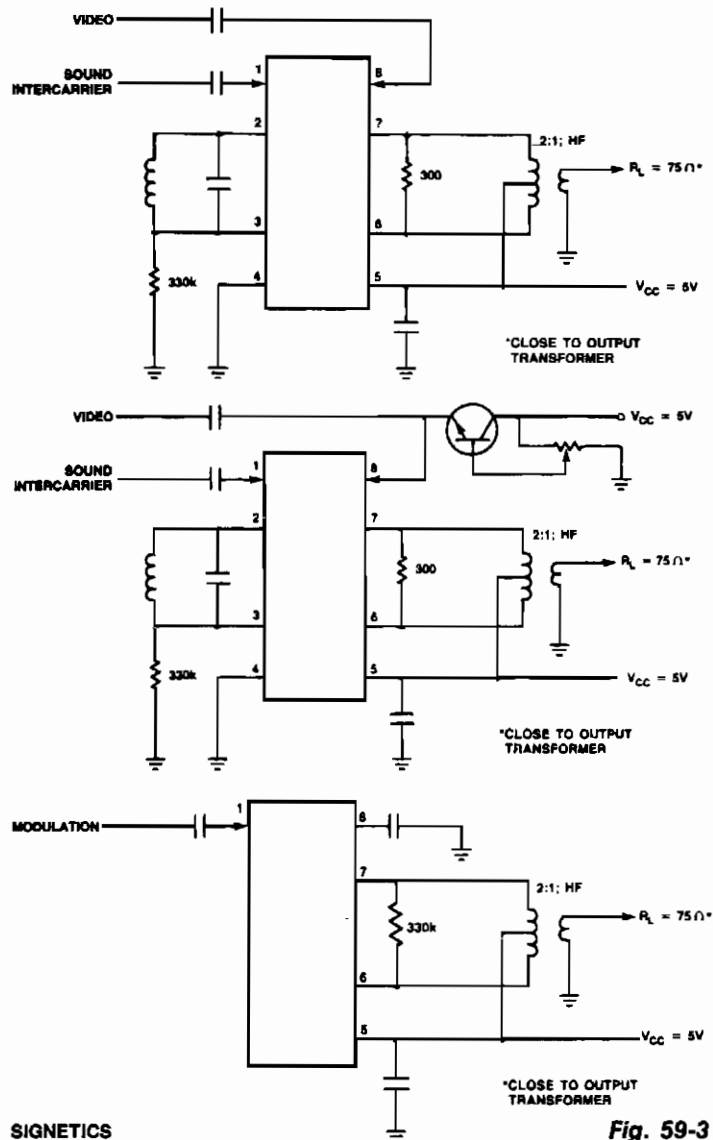 VIDEO
SOUND
INTERCARRIER
1
8
2
7
2:1; HF
R_L = 75Ω*
300
3
6
330k
4
5
V_CC = 5V
*CLOSE TO OUTPUT
TRANSFORMER
VIDEO
V_CC = 5V
SOUND
INTERCARRIER
1
8
2
7
2:1; HF
R_L = 75Ω*
300
3
6
330k
4
5
V_CC = 5V
*CLOSE TO OUTPUT
TRANSFORMER
MODULATION
1
8
7
2:1; HF
R_L = 75Ω*
330k
6
5
V_CC = 5V
*CLOSE TO OUTPUT
TRANSFORMER
SIGNETICS
Fig. 59-3